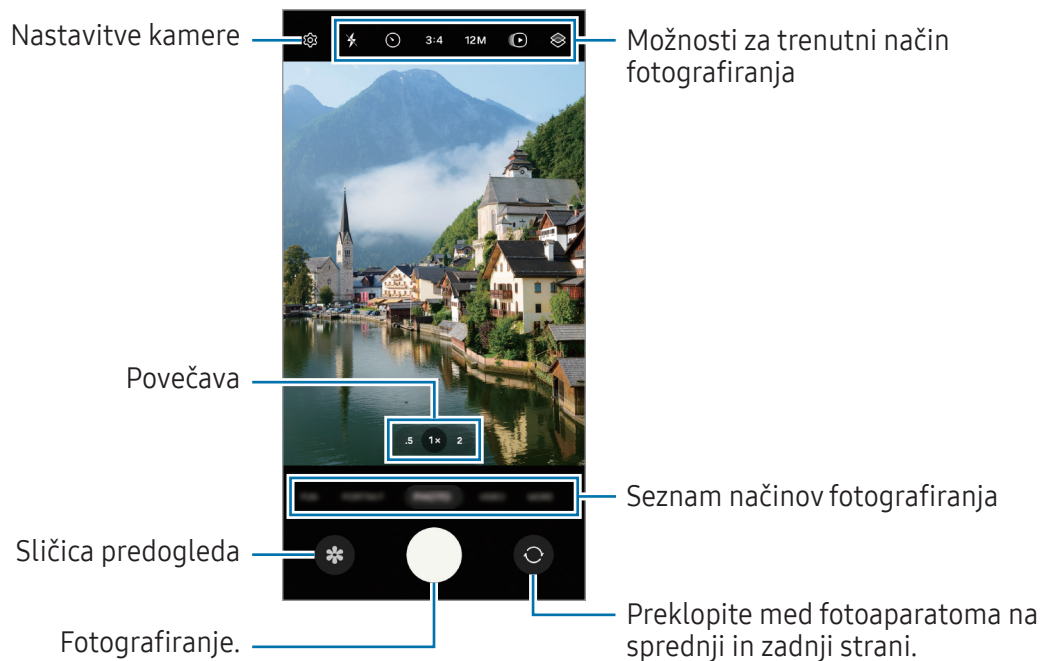 Nastavitve kamere
3:4
12M
Možnosti za trenutni način
fotografiranja
Povečava
.5
1×
2
PHOTO
Seznam načinov fotografiranja
Sličica predogleda
Fotografiranje.
Preklopite med fotoaparatoma na
sprednji in zadnji strani.